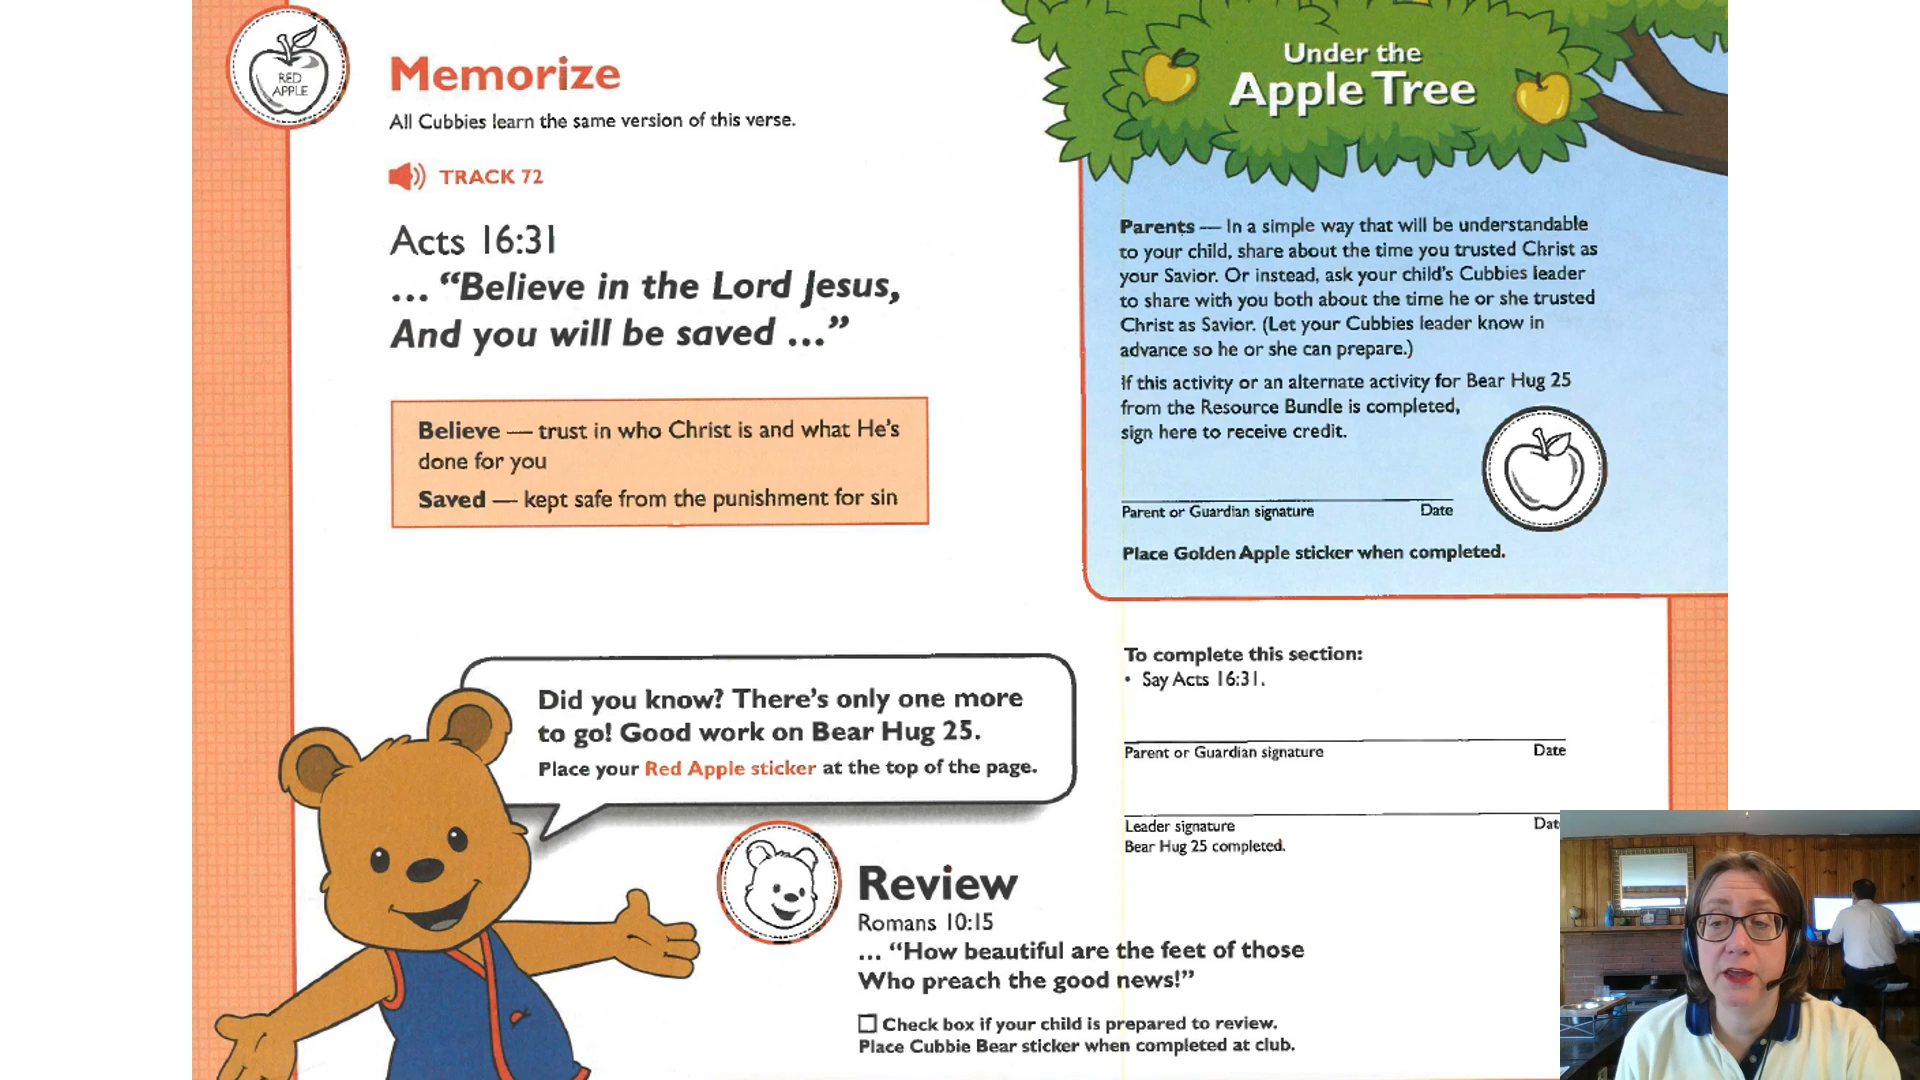 RED
APPLE
Memorize
All Cubbies learn the same version of this verse.
TRACK 72
Acts 16:31
... “Believe in the Lord Jesus,
And you will be saved ...”
Believe — trust in who Christ is and what He's
done for you
Saved — kept safe from the punishment for sin
Under the
Apple Tree
Parents — In a simple way that will be understandable
to your child, share about the time you trusted Christ as
your Savior. Or instead, ask your child's Cubbies leader
to share with you both about the time he or she trusted
Christ as Savior. (Let your Cubbies leader know in
advance so he or she can prepare.)
If this activity or an alternate activity for Bear Hug 25
from the Resource Bundle is completed,
sign here to receive credit.
Parent or Guardian signature Date
Place Golden Apple sticker when completed.
Did you know? There's only one more
to go! Good work on Bear Hug 25.
Place your Red Apple sticker at the top of the page.
To complete this section:
• Say Acts 16:31.
Parent or Guardian signature Date
Leader signature Dat
Bear Hug 25 completed.
Review
Romans 10:15
... “How beautiful are the feet of those
Who preach the good news!”
Check box if your child is prepared to review.
Place Cubbie Bear sticker when completed at club.